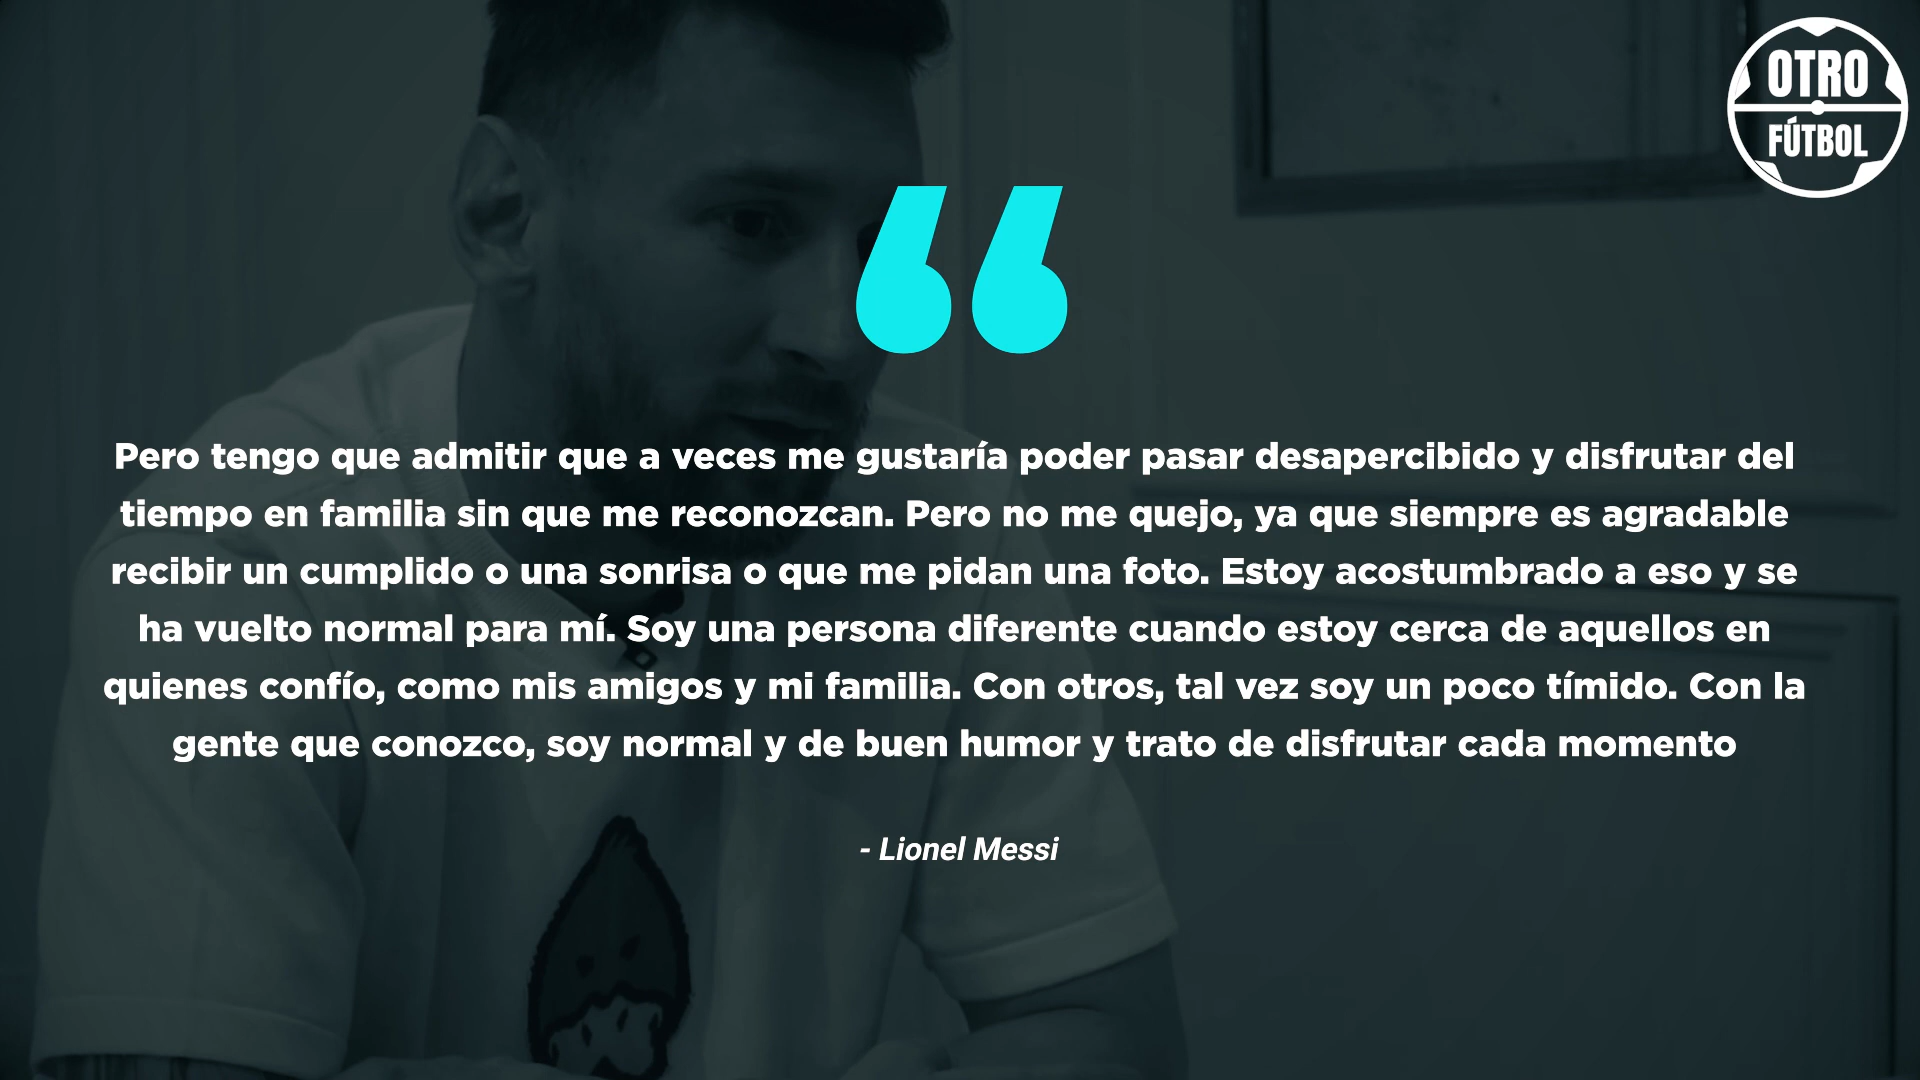 OTRO
FÚTBOL
“
Pero tengo que admitir que a veces me gustaría poder pasar desapercibido y disfrutar del
tiempo en familia sin que me reconozcan. Pero no me quejo, ya que siempre es agradable
recibir un cumplido o una sonrisa o que me pidan una foto. Estoy acostumbrado a eso y se
ha vuelto normal para mí. Soy una persona diferente cuando estoy cerca de aquellos en
quienes confío, como mis amigos y mi familia. Con otros, tal vez soy un poco tímido. Con la
gente que conozco, soy normal y de buen humor y trato de disfrutar cada momento
- Lionel Messi